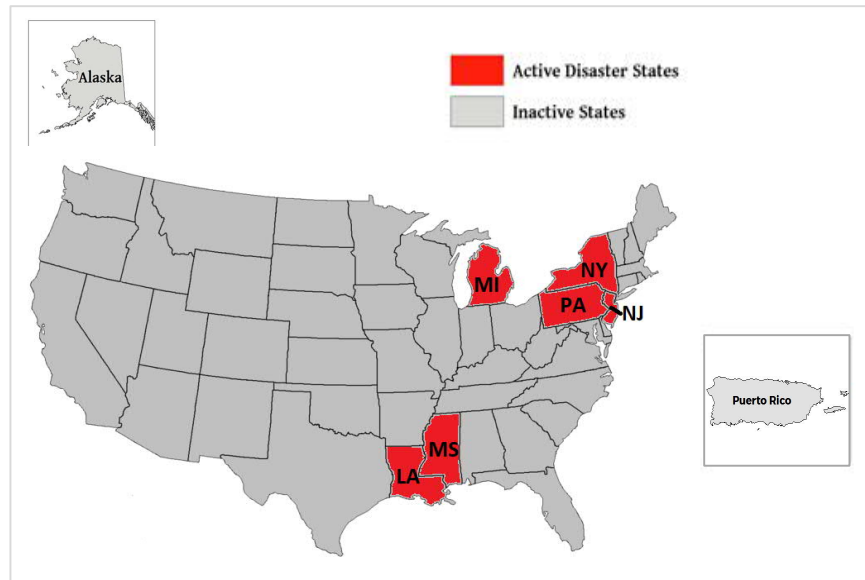 Alaska
Active Disaster States
Inactive States
MI
NY
PA
NJ
Puerto Rico
MS
LA